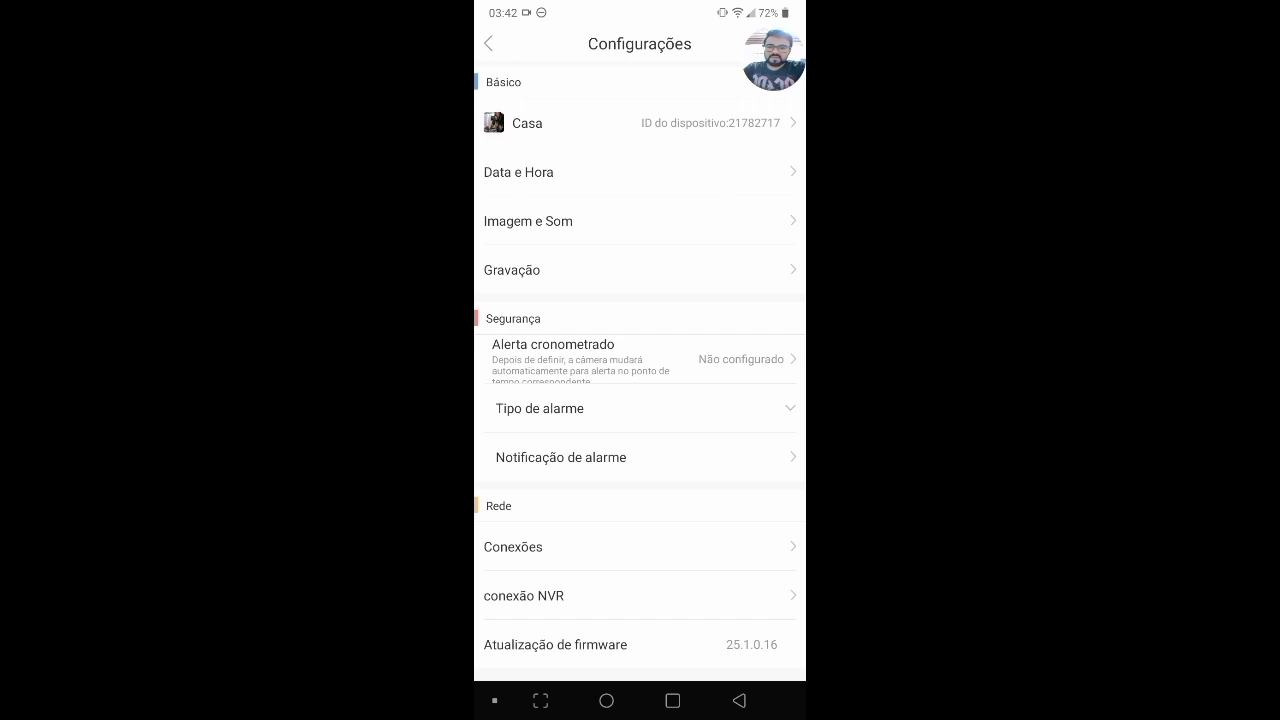 03:42 72%
Configurações
Básico
Casa ID do dispositivo:21782717
Data e Hora
Imagem e Som
Gravação
Segurança
Alerta cronometrado
Depois de definir, a câmera mudará
automaticamente para alerta no ponto de
tempo correspondente
Não configurado
Tipo de alarme
Notificação de alarme
Rede
Conexões
conexão NVR
Atualização de firmware 25.1.0.16